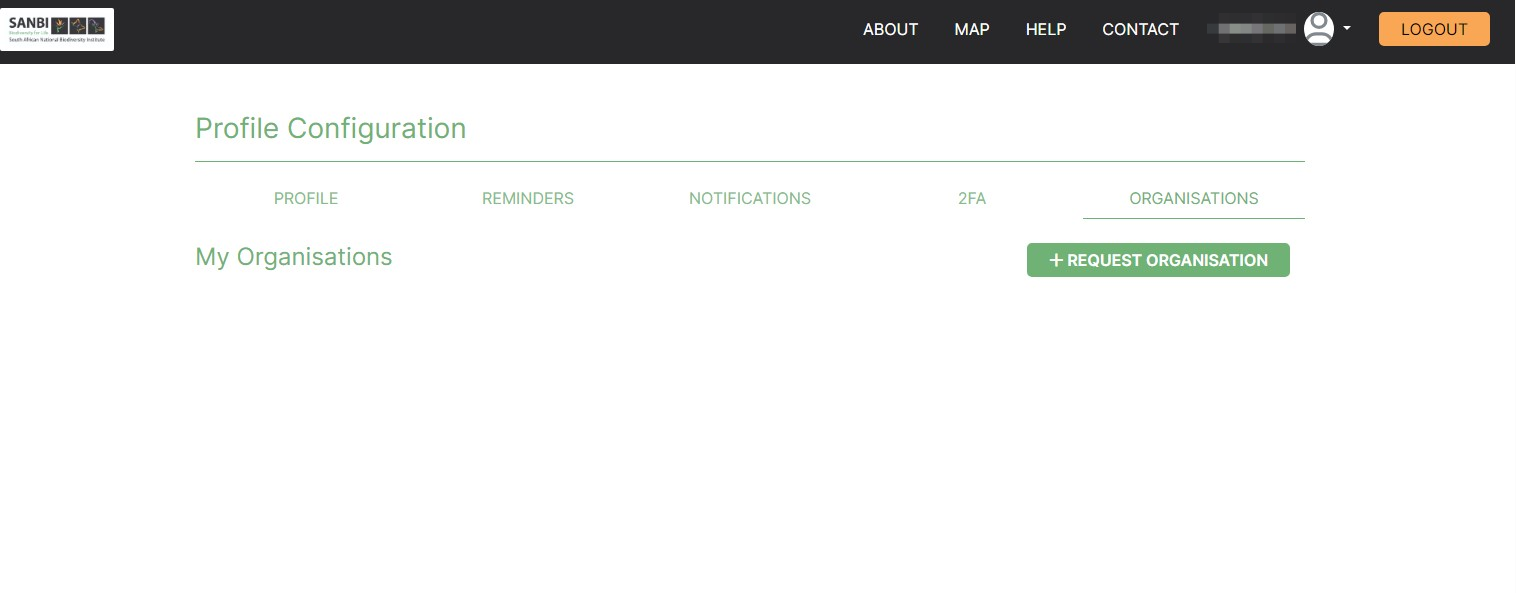 SANBI
Biodiversity for Life
South African National Biodiversity Institute
ABOUT MAP HELP CONTACT LOGOUT
Profile Configuration
PROFILE REMINDERS NOTIFICATIONS 2FA ORGANISATIONS
My Organisations
+ REQUEST ORGANISATION